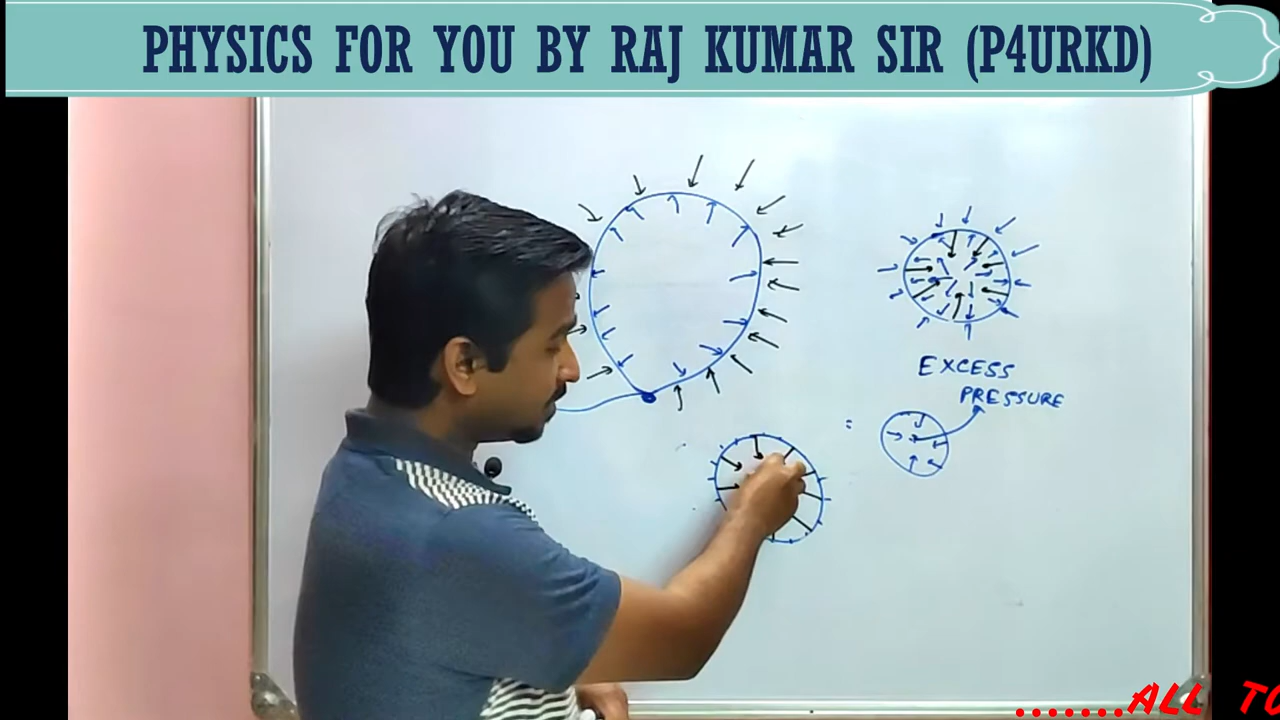 PHYSICS FOR YOU BY RAJ KUMAR SIR (P4URKD)
EXCESS
PRESSURE
.......ALL